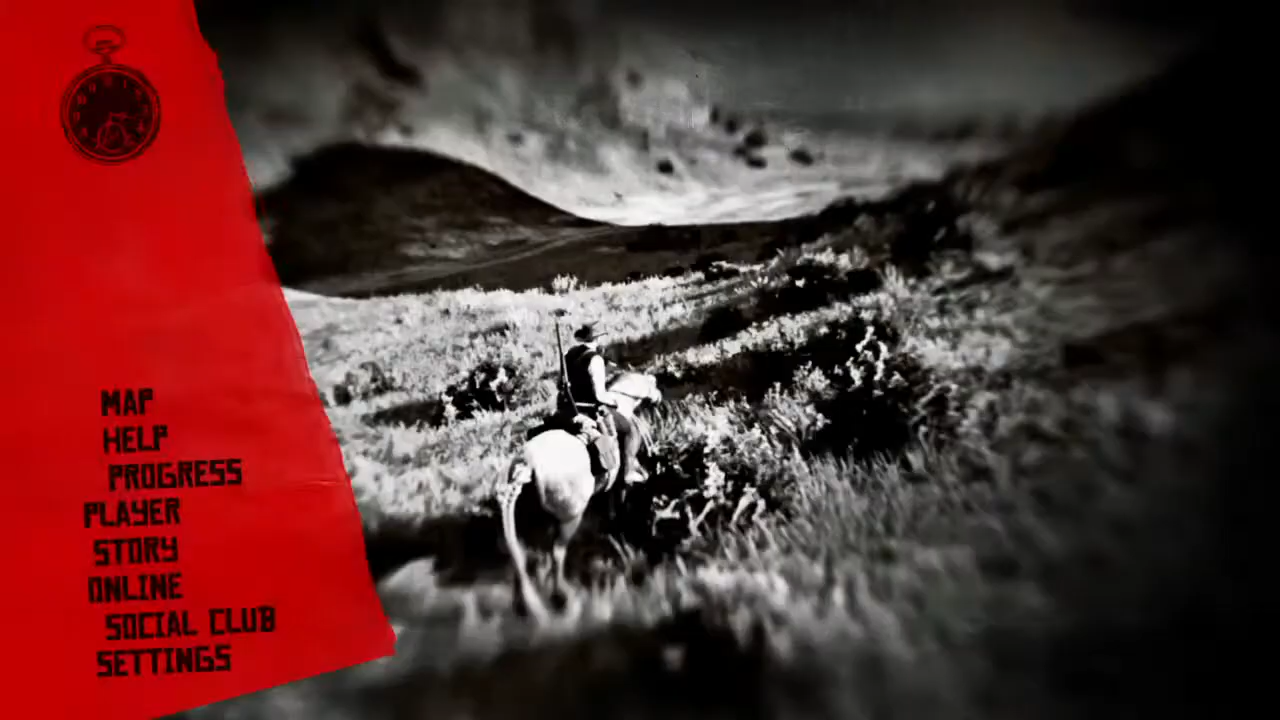 MAP
HELP
PROGRESS
PLAYER
STORY
ONLINE
SOCIAL CLUB
SETTINGS